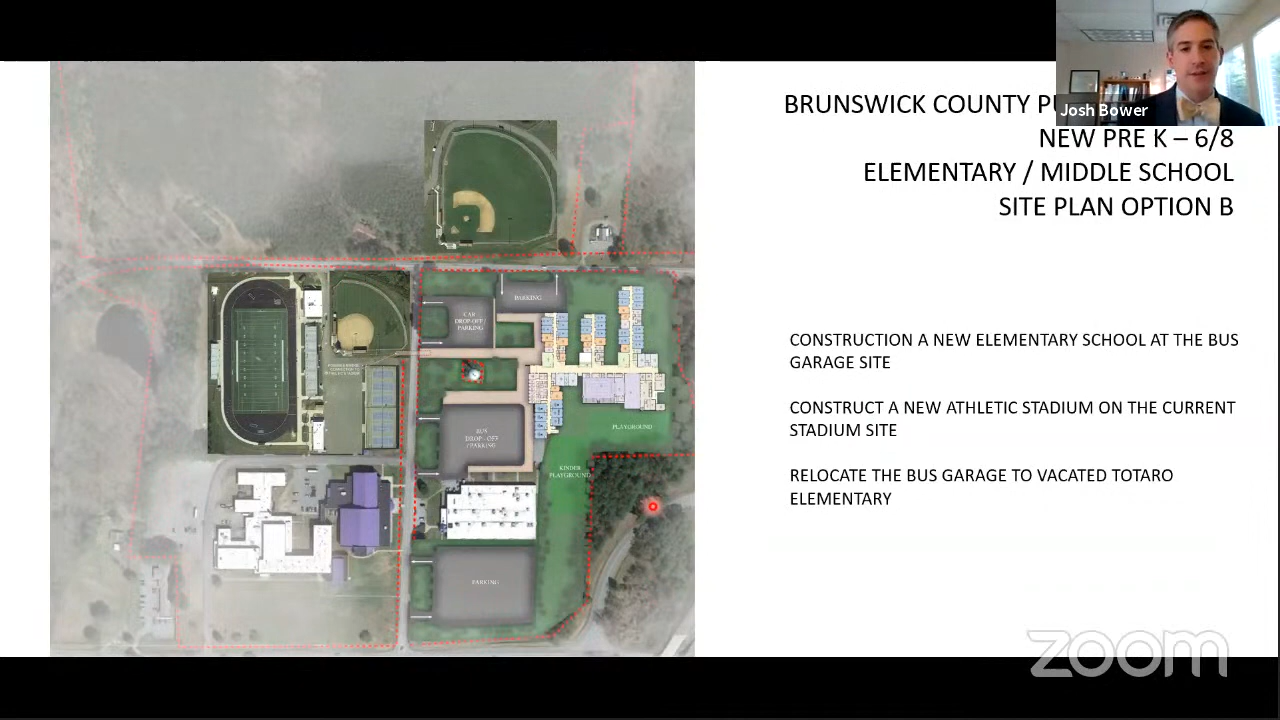 Josh Bower
BRUNSWICK COUNTY
NEW PRE K – 6/8
ELEMENTARY / MIDDLE SCHOOL
SITE PLAN OPTION B
CONSTRUCTION A NEW ELEMENTARY SCHOOL AT THE BUS
GARAGE SITE
CONSTRUCT A NEW ATHLETIC STADIUM ON THE CURRENT
STADIUM SITE
RELOCATE THE BUS GARAGE TO VACATED TOTARO
ELEMENTARY
PARKING
CAR
DROP-OFF /
PARKING
BUS
DROP - OFF
/ PARKING
PLAYGROUND
KINDER
PLAYGROUND
PARKING
zoom